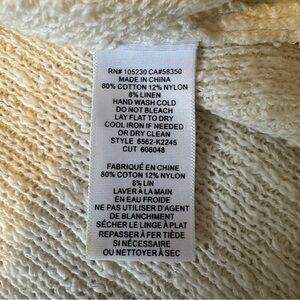 RN# 105230 CA#58350
MADE IN CHINA
80% COTTON 12% NYLON
8% LINEN
HAND WASH COLD
DO NOT BLEACH
LAY FLAT TO DRY
COOL IRON IF NEEDED
OR DRY CLEAN
STYLE 6562-K2245
CUT 606048
FABRIQUÉ EN CHINE
80% COTTON 12% NYLON
8% LIN
LAVER À LA MAIN
EN EAU FROIDE
NE PAS UTILISER D'AGENT
DE BLANCHIMENT
SÉCHER LE LINGE À PLAT
REPASSER À FER TIÈDE
SI NÉCESSAIRE
OU NETTOYER À SEC